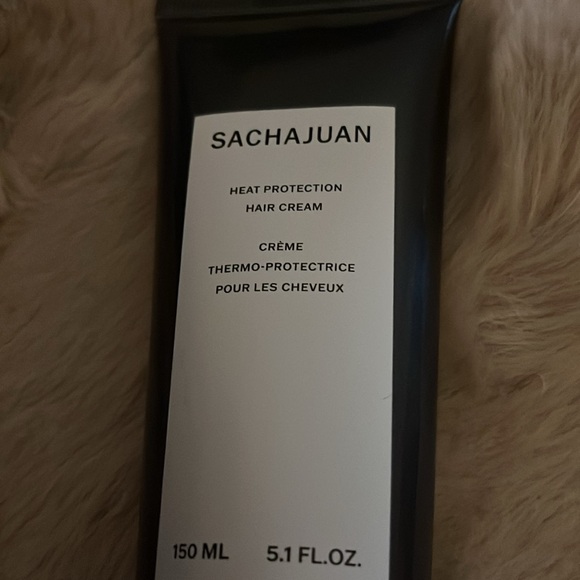 SACHAJUAN
HEAT PROTECTION
HAIR CREAM
CRÈME
THERMO-PROTECTRICE
POUR LES CHEVEUX
150 ML 5.1 FL.OZ.